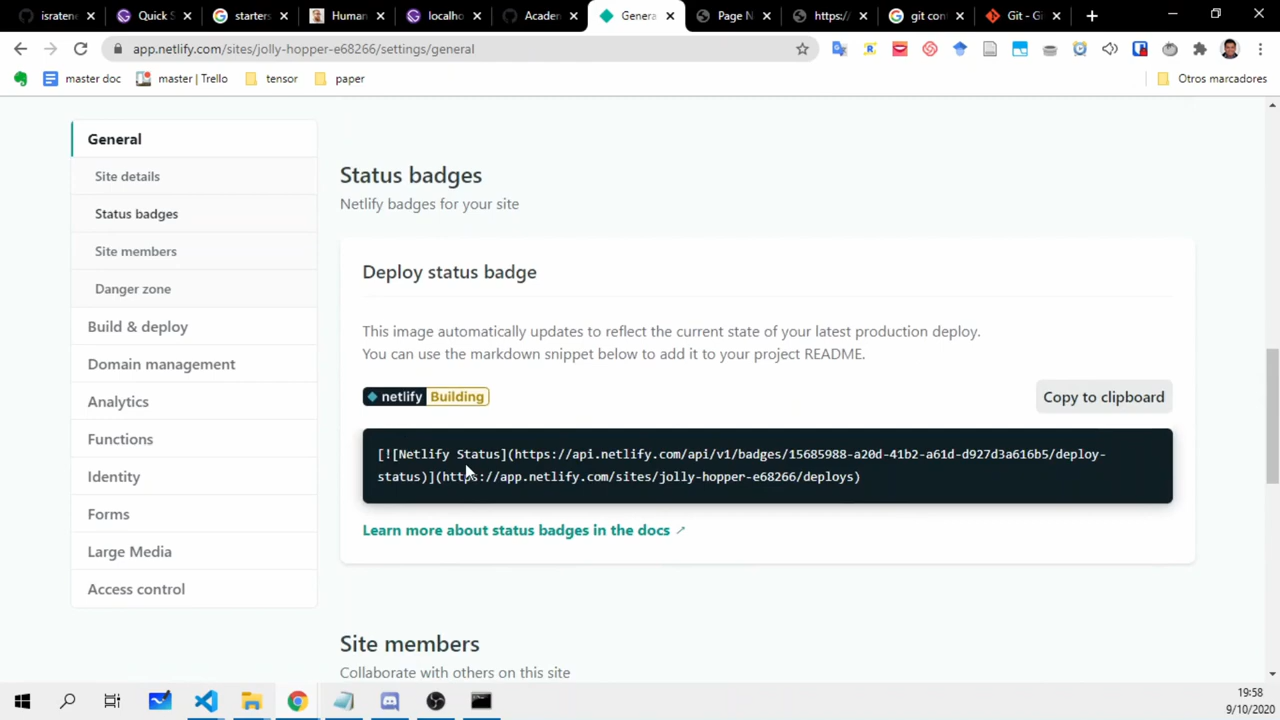 isratene
Quick S
starters
Human
localho
Academ
Genera
Page N
https:/
git con
Git - Gi
app.netlify.com/sites/jolly-hopper-e68266/settings/general
master doc
master | Trello
tensor
paper
Otros marcadores
General
Site details
Status badges
Site members
Danger zone
Build & deploy
Domain management
Analytics
Functions
Identity
Forms
Large Media
Access control
Status badges
Netlify badges for your site
Deploy status badge
This image automatically updates to reflect the current state of your latest production deploy.
You can use the markdown snippet below to add it to your project README.
netlify Building
Copy to clipboard
[![Netlify Status](https://api.netlify.com/api/v1/badges/15685988-a20d-41b2-a61d-d927d3a616b5/deploy-
status)](https://app.netlify.com/sites/jolly-hopper-e68266/deploys)
Learn more about status badges in the docs
Site members
Collaborate with others on this site
19:58
9/10/2020